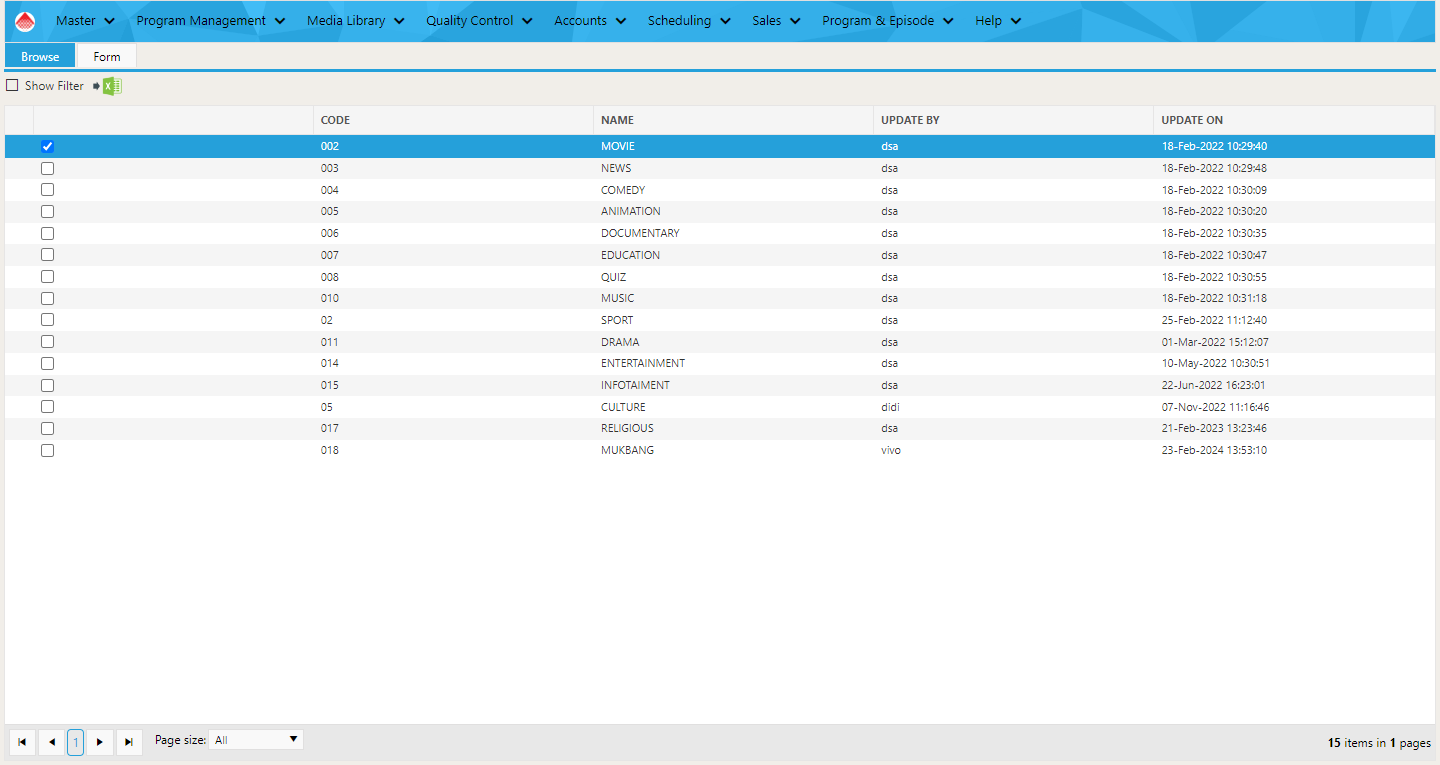 Master Program Management Media Library Quality Control Accounts Scheduling Sales Program & Episode Help
Browse Form
Show Filter
CODE NAME UPDATE BY UPDATE ON
002 MOVIE dsa 18-Feb-2022 10:29:40
003 NEWS dsa 18-Feb-2022 10:29:48
004 COMEDY dsa 18-Feb-2022 10:30:09
005 ANIMATION dsa 18-Feb-2022 10:30:20
006 DOCUMENTARY dsa 18-Feb-2022 10:30:35
007 EDUCATION dsa 18-Feb-2022 10:30:47
008 QUIZ dsa 18-Feb-2022 10:30:55
010 MUSIC dsa 18-Feb-2022 10:31:18
02 SPORT dsa 25-Feb-2022 11:12:40
011 DRAMA dsa 01-Mar-2022 15:12:07
014 ENTERTAINMENT dsa 10-May-2022 10:30:51
015 INFOTAIMENT dsa 22-Jun-2022 16:23:01
05 CULTURE didi 07-Nov-2022 11:16:46
017 RELIGIOUS dsa 21-Feb-2023 13:23:46
018 MUKBANG vivo 23-Feb-2024 13:53:10
1 Page size: All 15 items in 1 pages